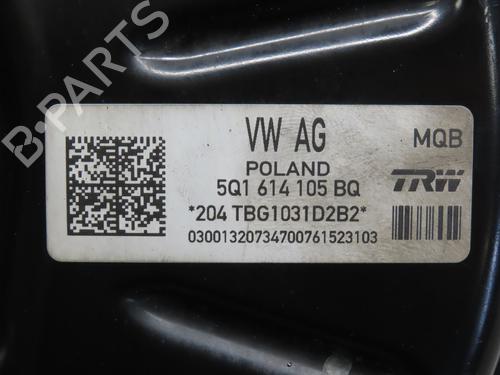 B-PARTS
VW AG
MQB
POLAND
5Q1 614 105 BQ
TRW
*204 TBG1031D2B2*
03001320734700761523103